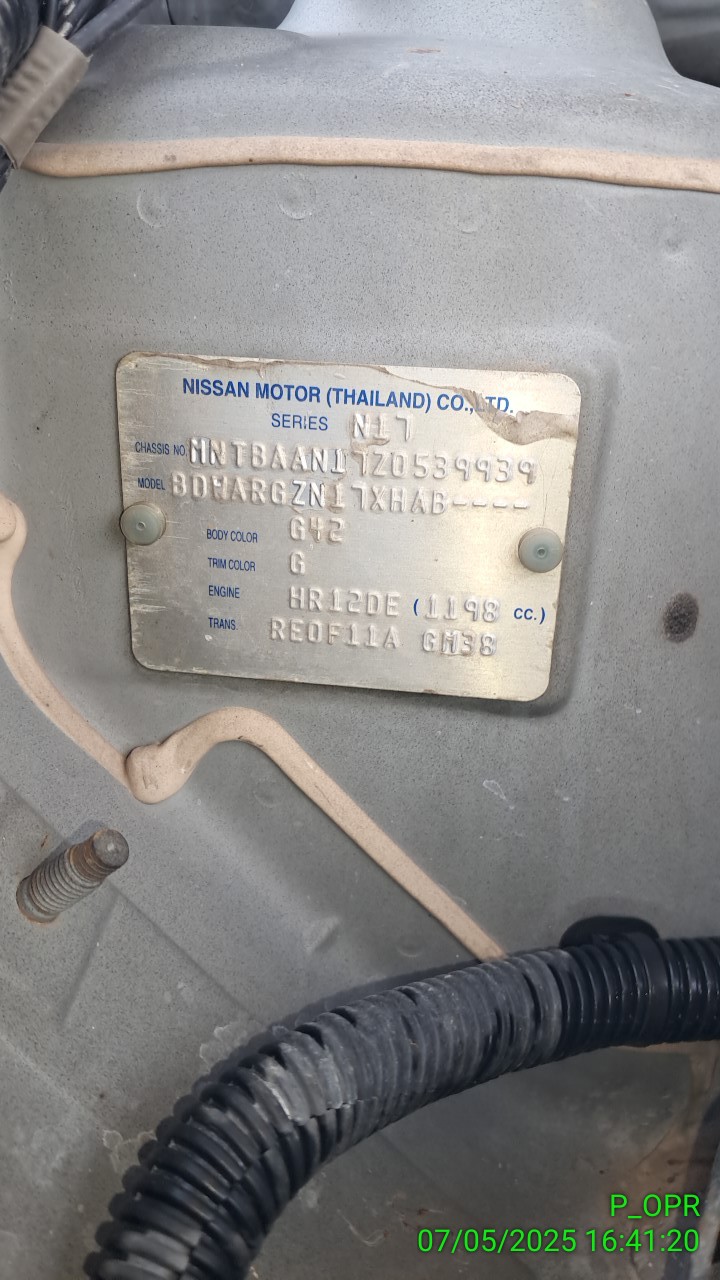 NISSAN MOTOR (THAILAND) CO.,LTD.
SERIES N17
CHASSIS NO. MNTBAAN17Z0539939
MODEL BDWARGZN17XHAB----
BODY COLOR G42
TRIM COLOR G
ENGINE HR12DE (1198 CC.)
TRANS. RE0F11A GM38
P_OPR
07/05/2025 16:41:20